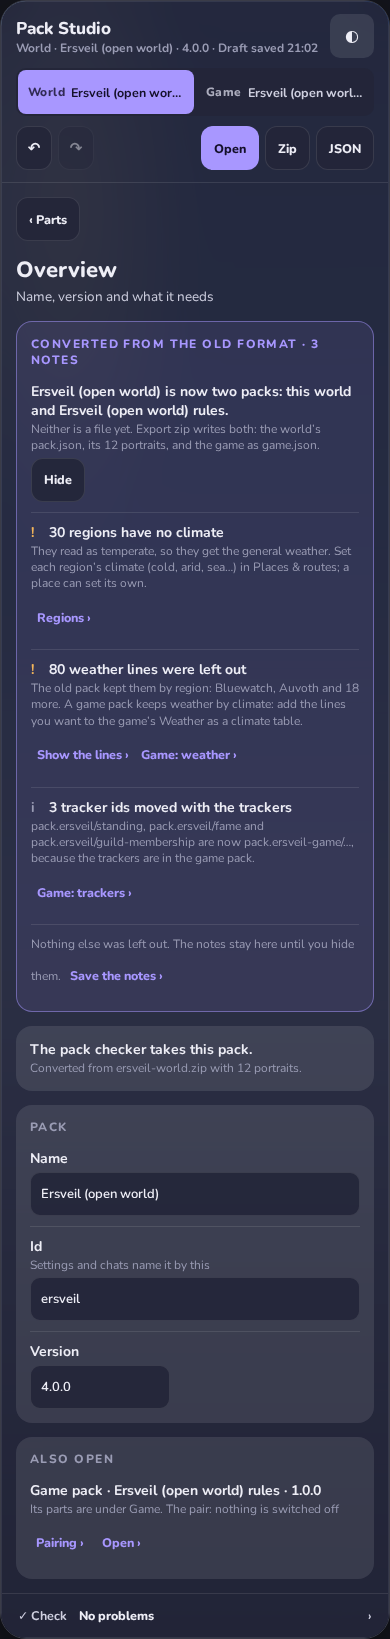 Pack Studio
World · Ersveil (open world) · 4.0.0 · Draft saved 21:02
World Ersveil (open wor… Game Ersveil (open worl…
Open Zip JSON
‹ Parts
Overview
Name, version and what it needs
CONVERTED FROM THE OLD FORMAT · 3
NOTES
Ersveil (open world) is now two packs: this world
and Ersveil (open world) rules.
Neither is a file yet. Export zip writes both: the world’s
pack.json, its 12 portraits, and the game as game.json.
Hide
! 30 regions have no climate
They read as temperate, so they get the general weather. Set
each region’s climate (cold, arid, sea…) in Places & routes; a
place can set its own.
Regions ›
! 80 weather lines were left out
The old pack kept them by region: Bluewatch, Auvoth and 18
more. A game pack keeps weather by climate: add the lines
you want to the game’s Weather as a climate table.
Show the lines › Game: weather ›
i 3 tracker ids moved with the trackers
pack.ersveil/standing, pack.ersveil/fame and
pack.ersveil/guild-membership are now pack.ersveil-game/…,
because the trackers are in the game pack.
Game: trackers ›
Nothing else was left out. The notes stay here until you hide
them. Save the notes ›
The pack checker takes this pack.
Converted from ersveil-world.zip with 12 portraits.
PACK
Name
Ersveil (open world)
Id
Settings and chats name it by this
ersveil
Version
4.0.0
ALSO OPEN
Game pack · Ersveil (open world) rules · 1.0.0
Its parts are under Game. The pair: nothing is switched off
Pairing › Open ›
✓ Check No problems ›